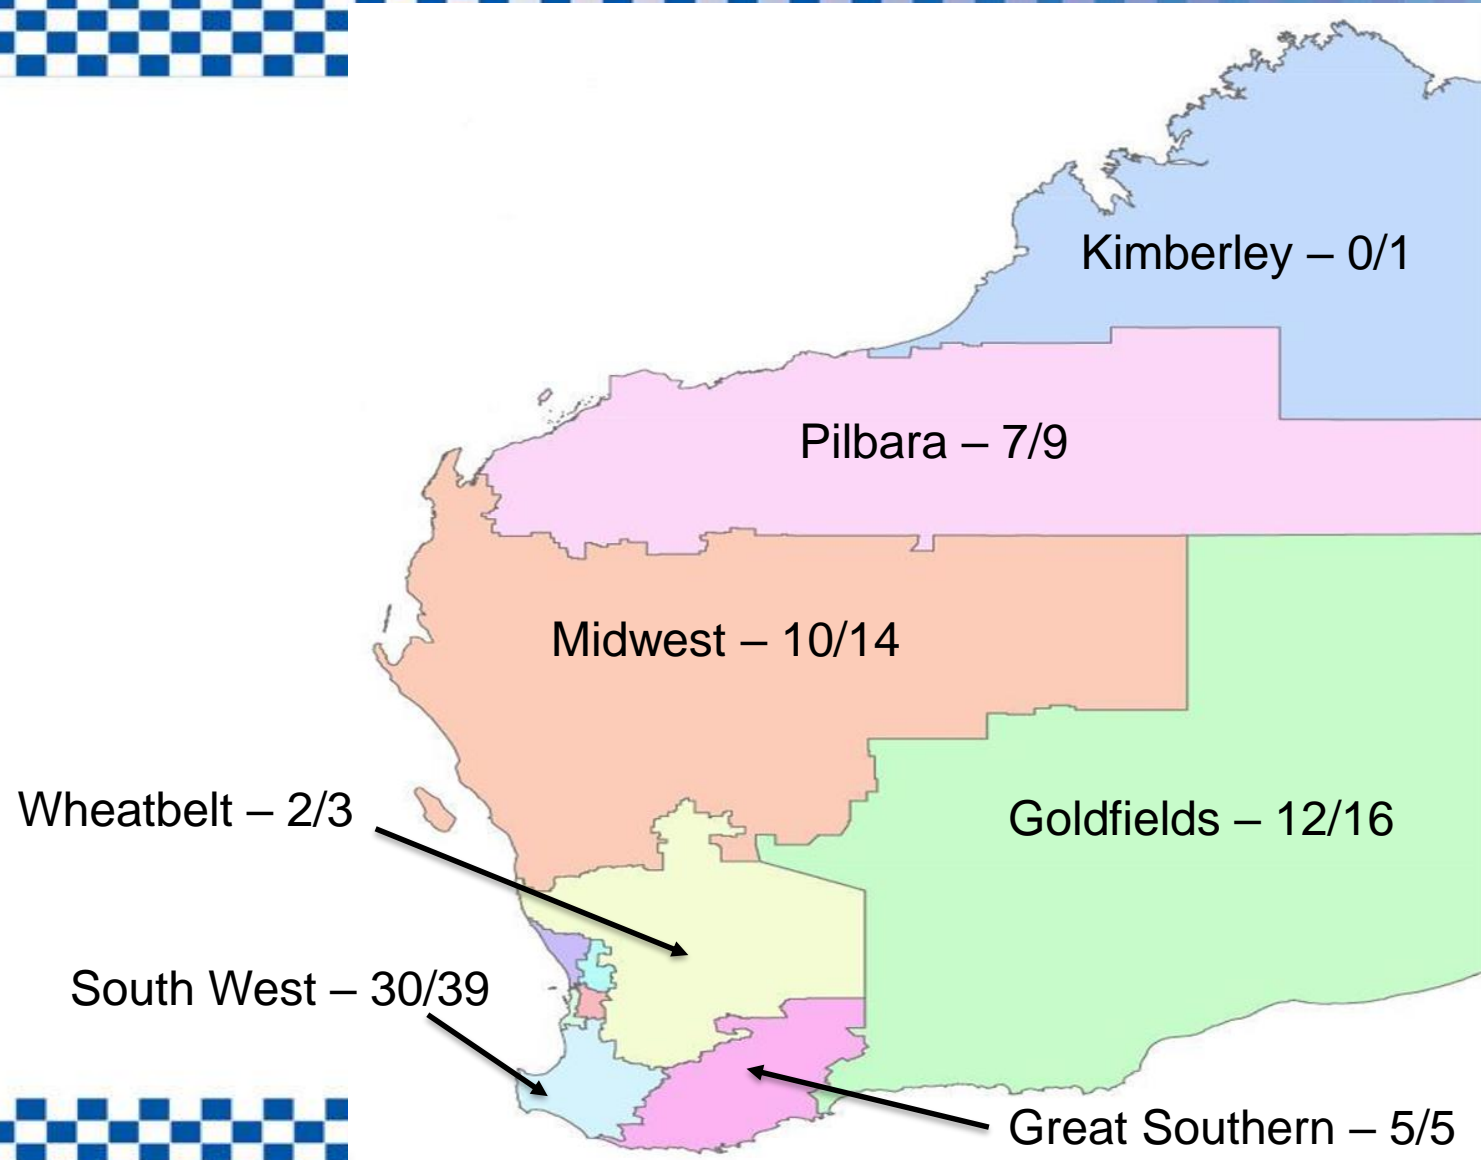 Kimberley – 0/1
Pilbara – 7/9
Midwest – 10/14
Wheatbelt – 2/3
Goldfields – 12/16
South West – 30/39
Great Southern – 5/5